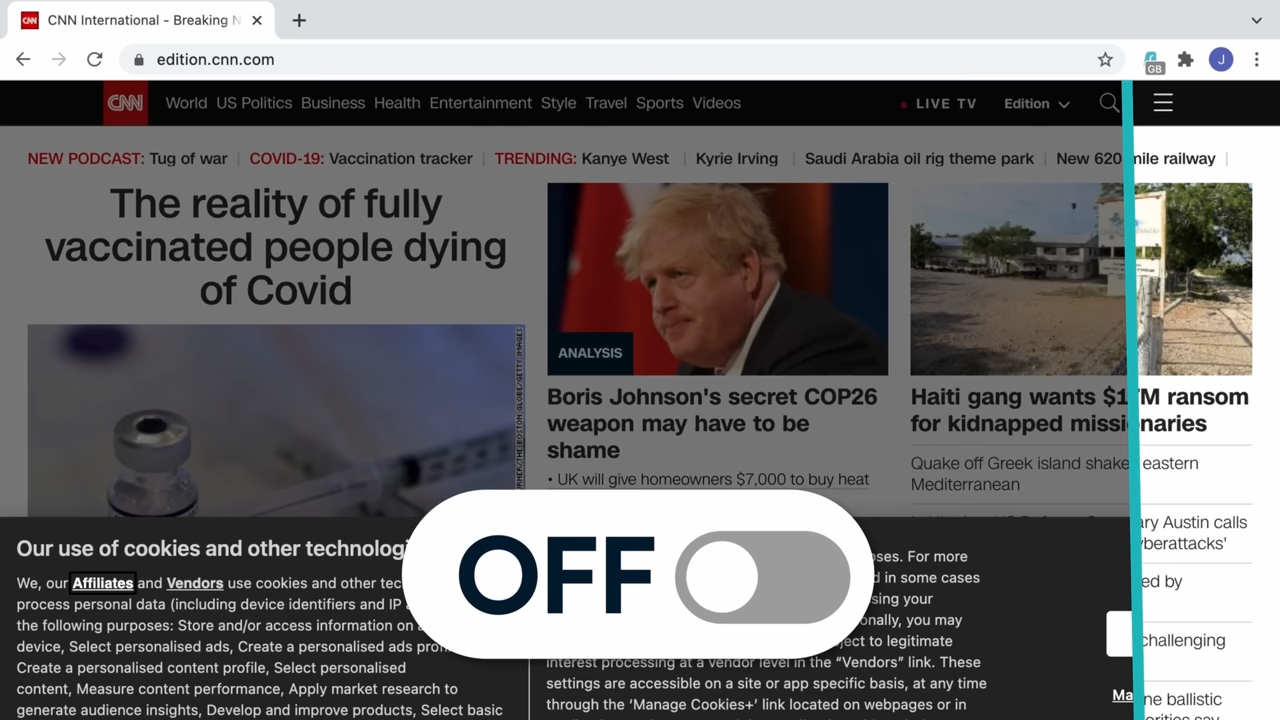 CNN International - Breaking N
edition.cnn.com
GB
J
CNN
World US Politics Business Health Entertainment Style Travel Sports Videos
LIVE TV
Edition
NEW PODCAST: Tug of war
COVID-19: Vaccination tracker
TRENDING: Kanye West
Kyrie Irving
Saudi Arabia oil rig theme park
New 620 mile railway
The reality of fully
vaccinated people dying
of Covid
ANALYSIS
Boris Johnson's secret COP26
weapon may have to be
shame
• UK will give homeowners $7,000 to buy heat
Haiti gang wants $17M ransom
for kidnapped missionaries
Quake off Greek island shakes eastern
Mediterranean
ary Austin calls
yberattacks'
ed by
challenging
ne ballistic
Our use of cookies and other technologi
We, our Affiliates and Vendors use cookies and other tec
process personal data (including device identifiers and IP
the following purposes: Store and/or access information on
device, Select personalised ads, Create a personalised ads prof
Create a personalised content profile, Select personalised
content, Measure content performance, Apply market research to
generate audience insights, Develop and improve products, Select basic
oses. For more
d in some cases
sing your
onally, you may
ject to legitimate
interest processing at a vendor level in the “Vendors” link. These
settings are accessible on a site or app specific basis, at any time
through the ‘Manage Cookies+’ link located on webpages or in
Ma
OFF